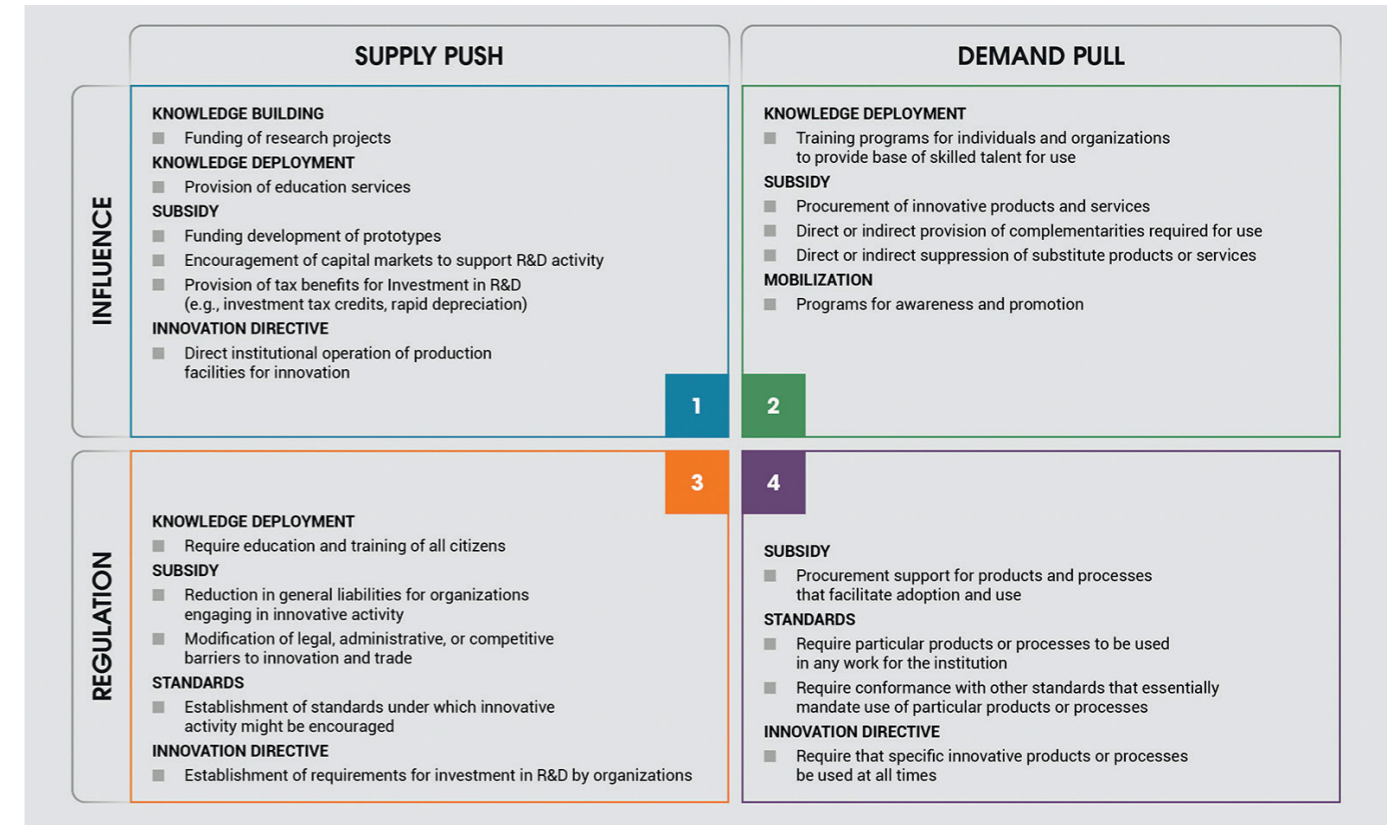 SUPPLY PUSH
DEMAND PULL
INFLUENCE
KNOWLEDGE BUILDING
Funding of research projects
KNOWLEDGE DEPLOYMENT
Provision of education services
SUBSIDY
Funding development of prototypes
Encouragement of capital markets to support R&D activity
Provision of tax benefits for Investment in R&D
(e.g., investment tax credits, rapid depreciation)
INNOVATION DIRECTIVE
Direct institutional operation of production
facilities for innovation
1
KNOWLEDGE DEPLOYMENT
Training programs for individuals and organizations
to provide base of skilled talent for use
SUBSIDY
Procurement of innovative products and services
Direct or indirect provision of complementarities required for use
Direct or indirect suppression of substitute products or services
MOBILIZATION
Programs for awareness and promotion
2
REGULATION
3
KNOWLEDGE DEPLOYMENT
Require education and training of all citizens
SUBSIDY
Reduction in general liabilities for organizations
engaging in innovative activity
Modification of legal, administrative, or competitive
barriers to innovation and trade
STANDARDS
Establishment of standards under which innovative
activity might be encouraged
INNOVATION DIRECTIVE
Establishment of requirements for investment in R&D by organizations
4
SUBSIDY
Procurement support for products and processes
that facilitate adoption and use
STANDARDS
Require particular products or processes to be used
in any work for the institution
Require conformance with other standards that essentially
mandate use of particular products or processes
INNOVATION DIRECTIVE
Require that specific innovative products or processes
be used at all times